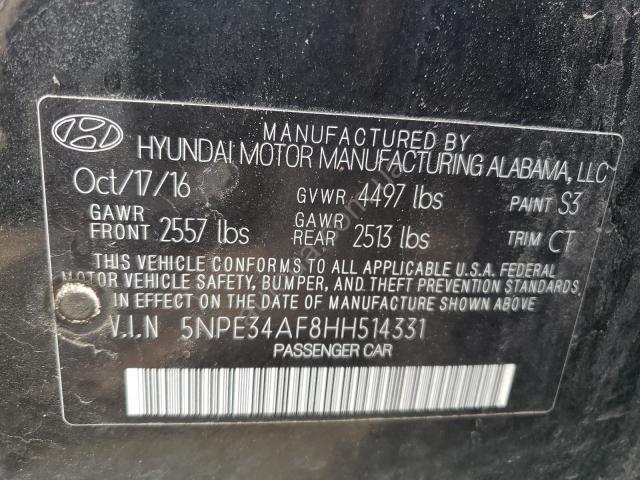 MANUFACTURED BY
HYUNDAI MOTOR MANUFACTURING ALABAMA, LLC
Oct/17/16 GVWR 4497 lbs PAINT S3
GAWR FRONT 2557 lbs GAWR REAR 2513 lbs TRIM CT
THIS VEHICLE CONFORMS TO ALL APPLICABLE U.S.A. FEDERAL
MOTOR VEHICLE SAFETY, BUMPER, AND THEFT PREVENTION STANDARDS
IN EFFECT ON THE DATE OF MANUFACTURE SHOWN ABOVE.
V.I.N 5NPE34AF8HH514331
PASSENGER CAR